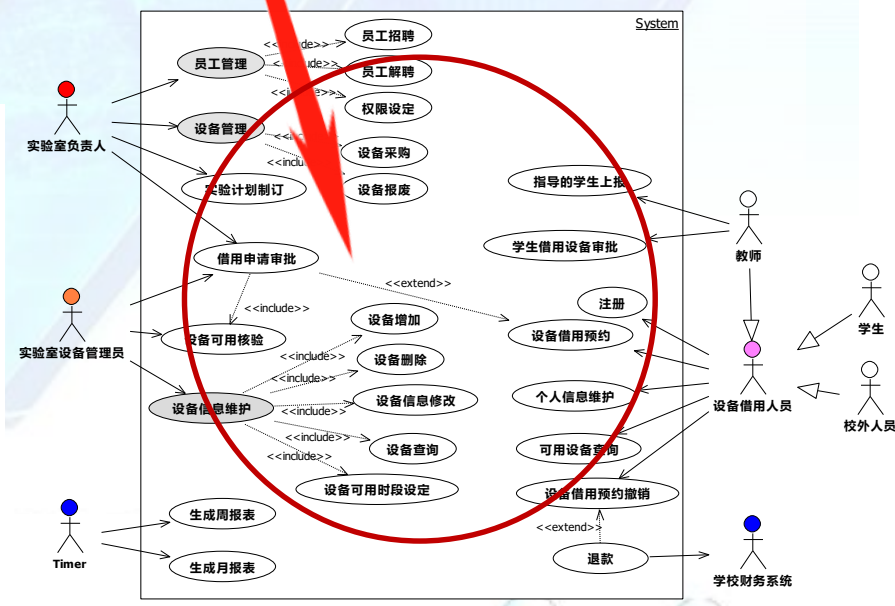 System
员工招聘
员工管理
员工解聘
权限设定
设备管理
设备采购
<<include>>
设备报废
实验室负责人
实验计划制订
指导的学生上报
学生借用设备审批
教师
借用申请审批
<<extend>>
注册
学生
<<include>>
设备增加
设备借用预约
实验室设备管理员
设备可用核验
<<include>>
设备删除
<<include>>
设备信息维护
设备信息修改
个人信息维护
设备借用人员
校外人员
<<include>>
<<include>>
设备查询
可用设备查询
<<include>>
设备可用时段设定
设备借用预约撤销
生成周报表
<<extend>>
Timer
生成月报表
退款
学校财务系统